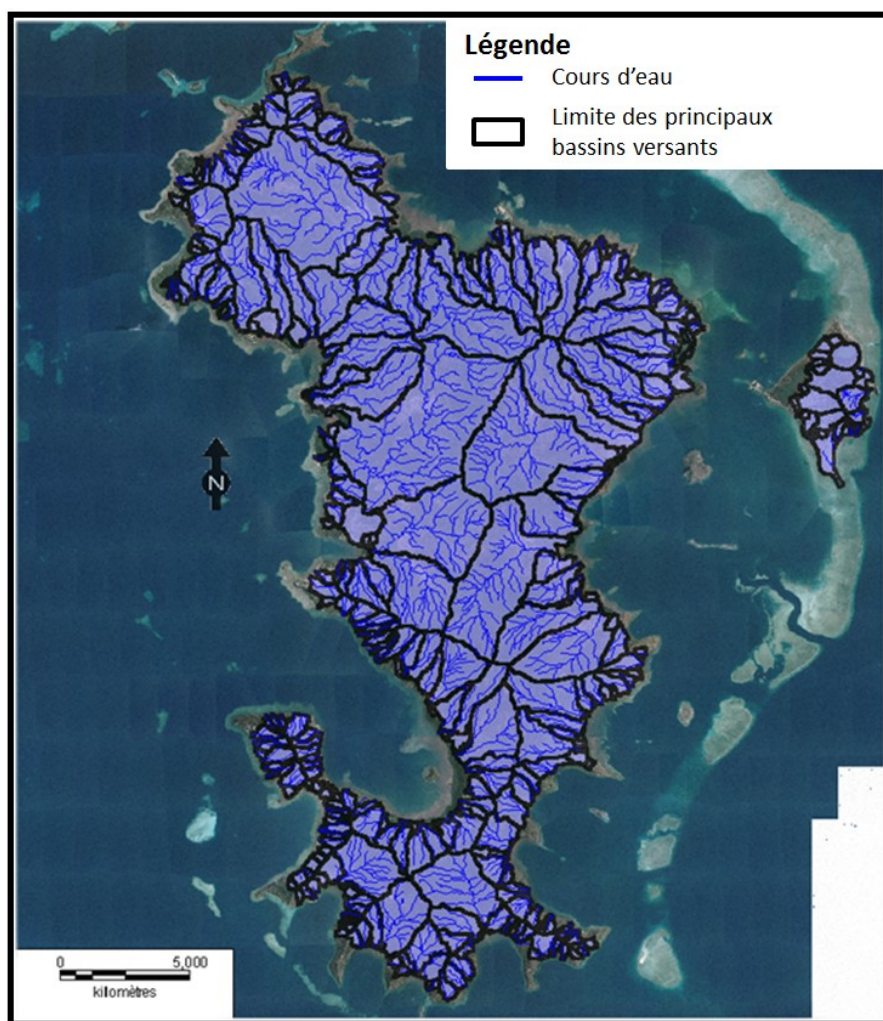 Légende
Cours d'eau
Limite des principaux
bassins versants
N
0 5,000
kilomètres